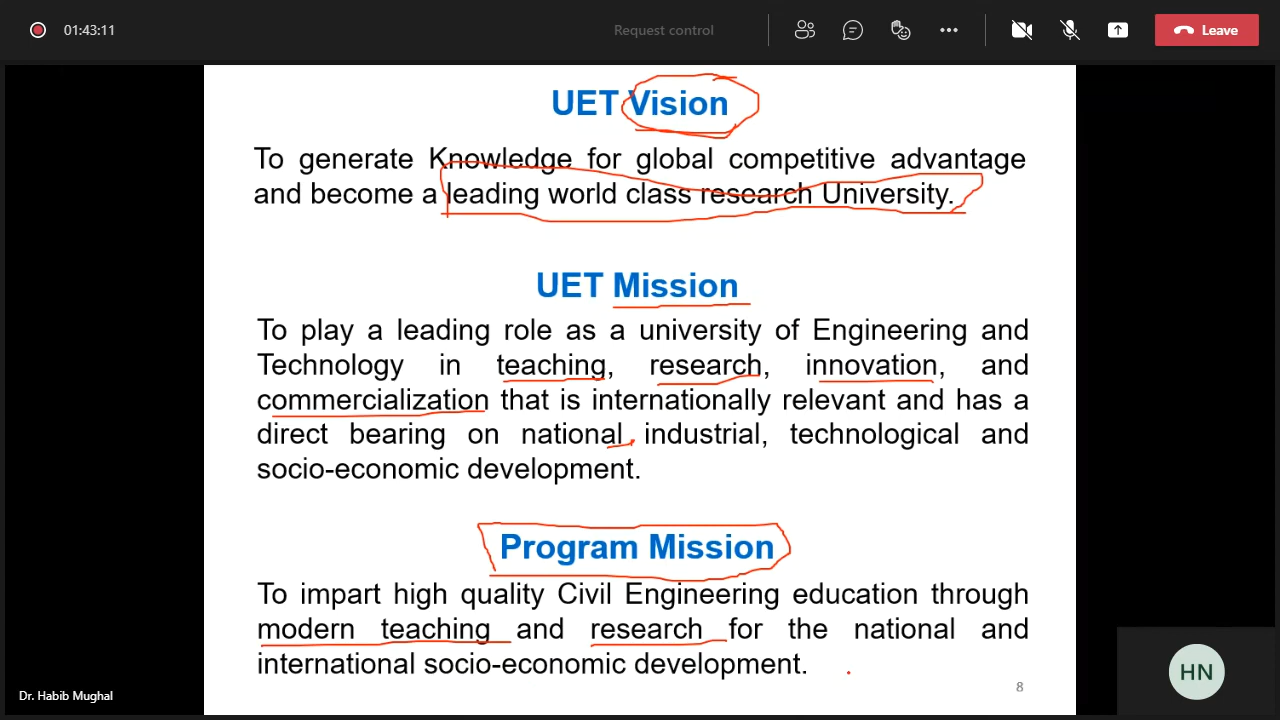 01:43:11
Request control
Leave
UET Vision
To generate Knowledge for global competitive advantage
and become a leading world class research University.
UET Mission
To play a leading role as a university of Engineering and
Technology in teaching, research, innovation, and
commercialization that is internationally relevant and has a
direct bearing on national industrial, technological and
socio-economic development.
Program Mission
To impart high quality Civil Engineering education through
modern teaching and research for the national and
international socio-economic development.
8
Dr. Habib Mughal
HN